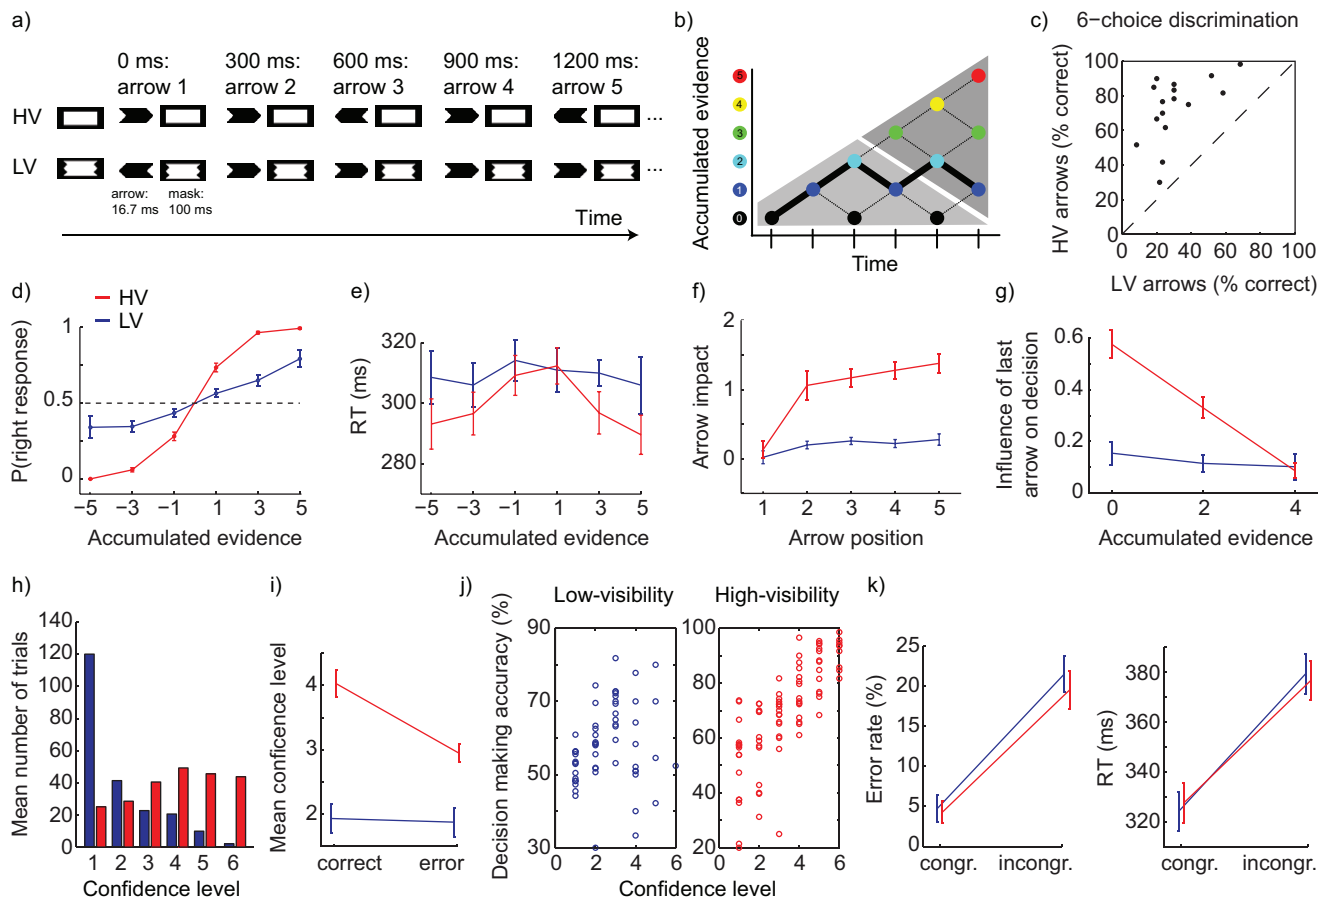 a)
0 ms:
arrow 1
300 ms:
arrow 2
600 ms:
arrow 3
900 ms:
arrow 4
1200 ms:
arrow 5
HV
...
LV
...
arrow:
16.7 ms
mask:
100 ms
Time
b)
Accumulated evidence
5
4
3
2
1
0
Time
c)
6−choice discrimination
HV arrows (% correct)
100
80
60
40
20
0
0 20 40 60 80 100
LV arrows (% correct)
d)
HV
LV
P(right response)
1
0.5
0
−5 −3 −1 1 3 5
Accumulated evidence
e)
RT (ms)
320
300
280
−5 −3 −1 1 3 5
Accumulated evidence
f)
Arrow impact
2
1
0
1 2 3 4 5
Arrow position
g)
Influence of last
arrow on decision
0.6
0.4
0.2
0
0 2 4
Accumulated evidence
h)
Mean number of trials
140
120
100
80
60
40
20
0
1 2 3 4 5 6
Confidence level
i)
Mean conficence level
4
3
2
correct error
j)
Low-visibility
High-visibility
Decision making accuracy (%)
90
70
50
30
0 2 4 6
100
80
60
40
20
0 2 4 6
Confidence level
k)
Error rate (%)
25
20
15
10
5
0
congr. incongr.
RT (ms)
380
360
340
320
congr. incongr.